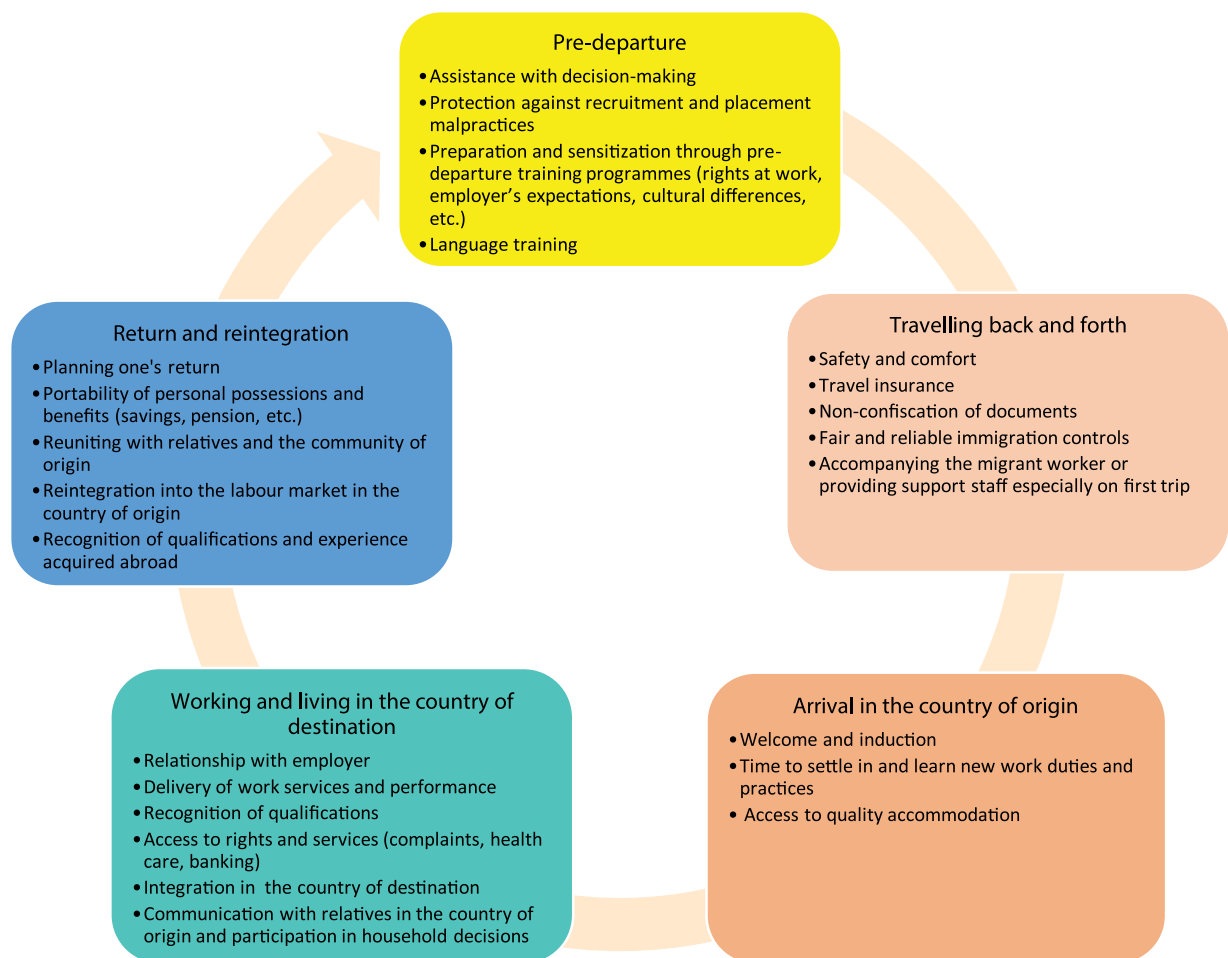 Pre-departure
•Assistance with decision-making
•Protection against recruitment and placement
malpractices
•Preparation and sensitization through pre-
departure training programmes (rights at work,
employer's expectations, cultural differences,
etc.)
•Language training
Travelling back and forth
•Safety and comfort
•Travel insurance
•Non-confiscation of documents
•Fair and reliable immigration controls
•Accompanying the migrant worker or
providing support staff especially on first trip
Arrival in the country of origin
•Welcome and induction
•Time to settle in and learn new work duties and
practices
• Access to quality accommodation
Working and living in the country of
destination
•Relationship with employer
•Delivery of work services and performance
•Recognition of qualifications
•Access to rights and services (complaints, health
care, banking)
•Integration in the country of destination
•Communication with relatives in the country of
origin and participation in household decisions
Return and reintegration
•Planning one's return
•Portability of personal possessions and
benefits (savings, pension, etc.)
•Reuniting with relatives and the community of
origin
•Reintegration into the labour market in the
country of origin
•Recognition of qualifications and experience
acquired abroad